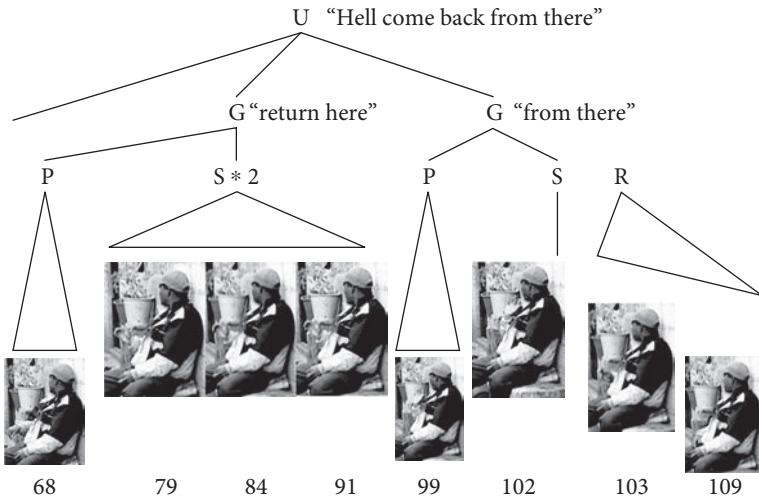 U “Hell come back from there”
G “return here” G “from there”
P S * 2 P S R
68 79 84 91 99 102 103 109